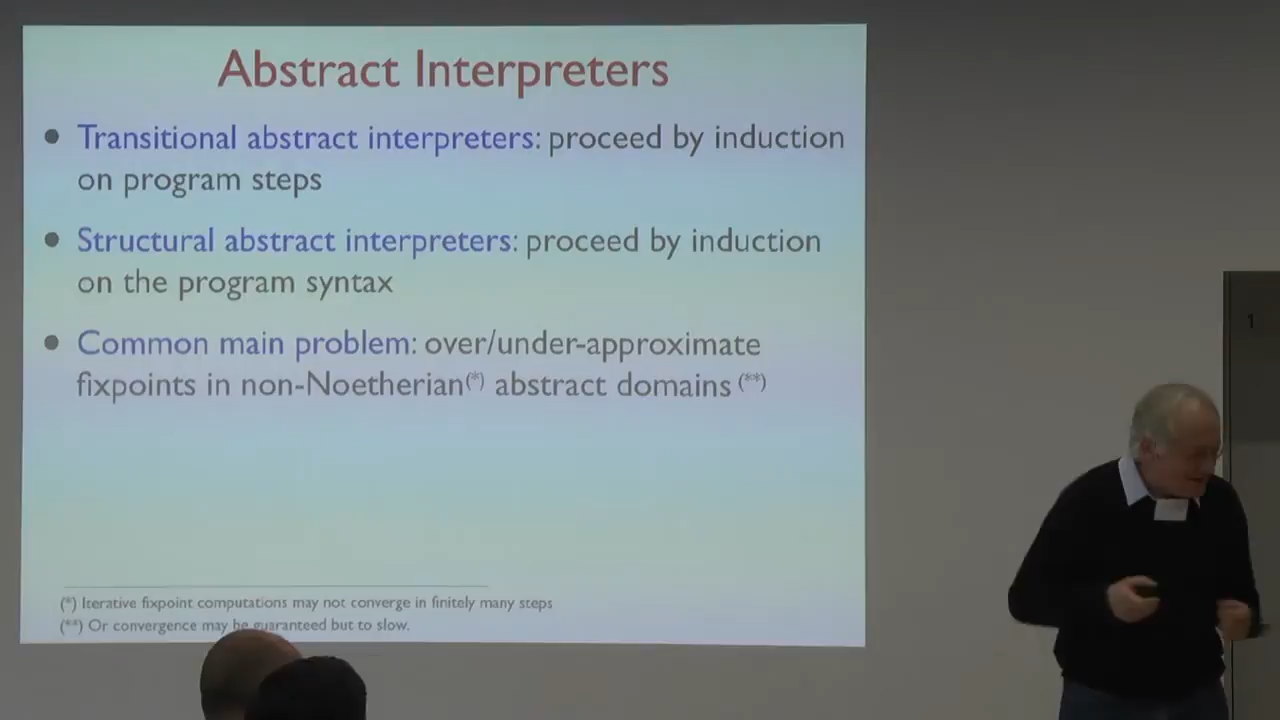 Abstract Interpreters
• Transitional abstract interpreters: proceed by induction
on program steps
• Structural abstract interpreters: proceed by induction
on the program syntax
• Common main problem: over/under-approximate
fixpoints in non-Noetherian(*) abstract domains (**)
(*) Iterative fixpoint computations may not converge in finitely many steps
(**) Or convergence may be guaranteed but to slow.
1